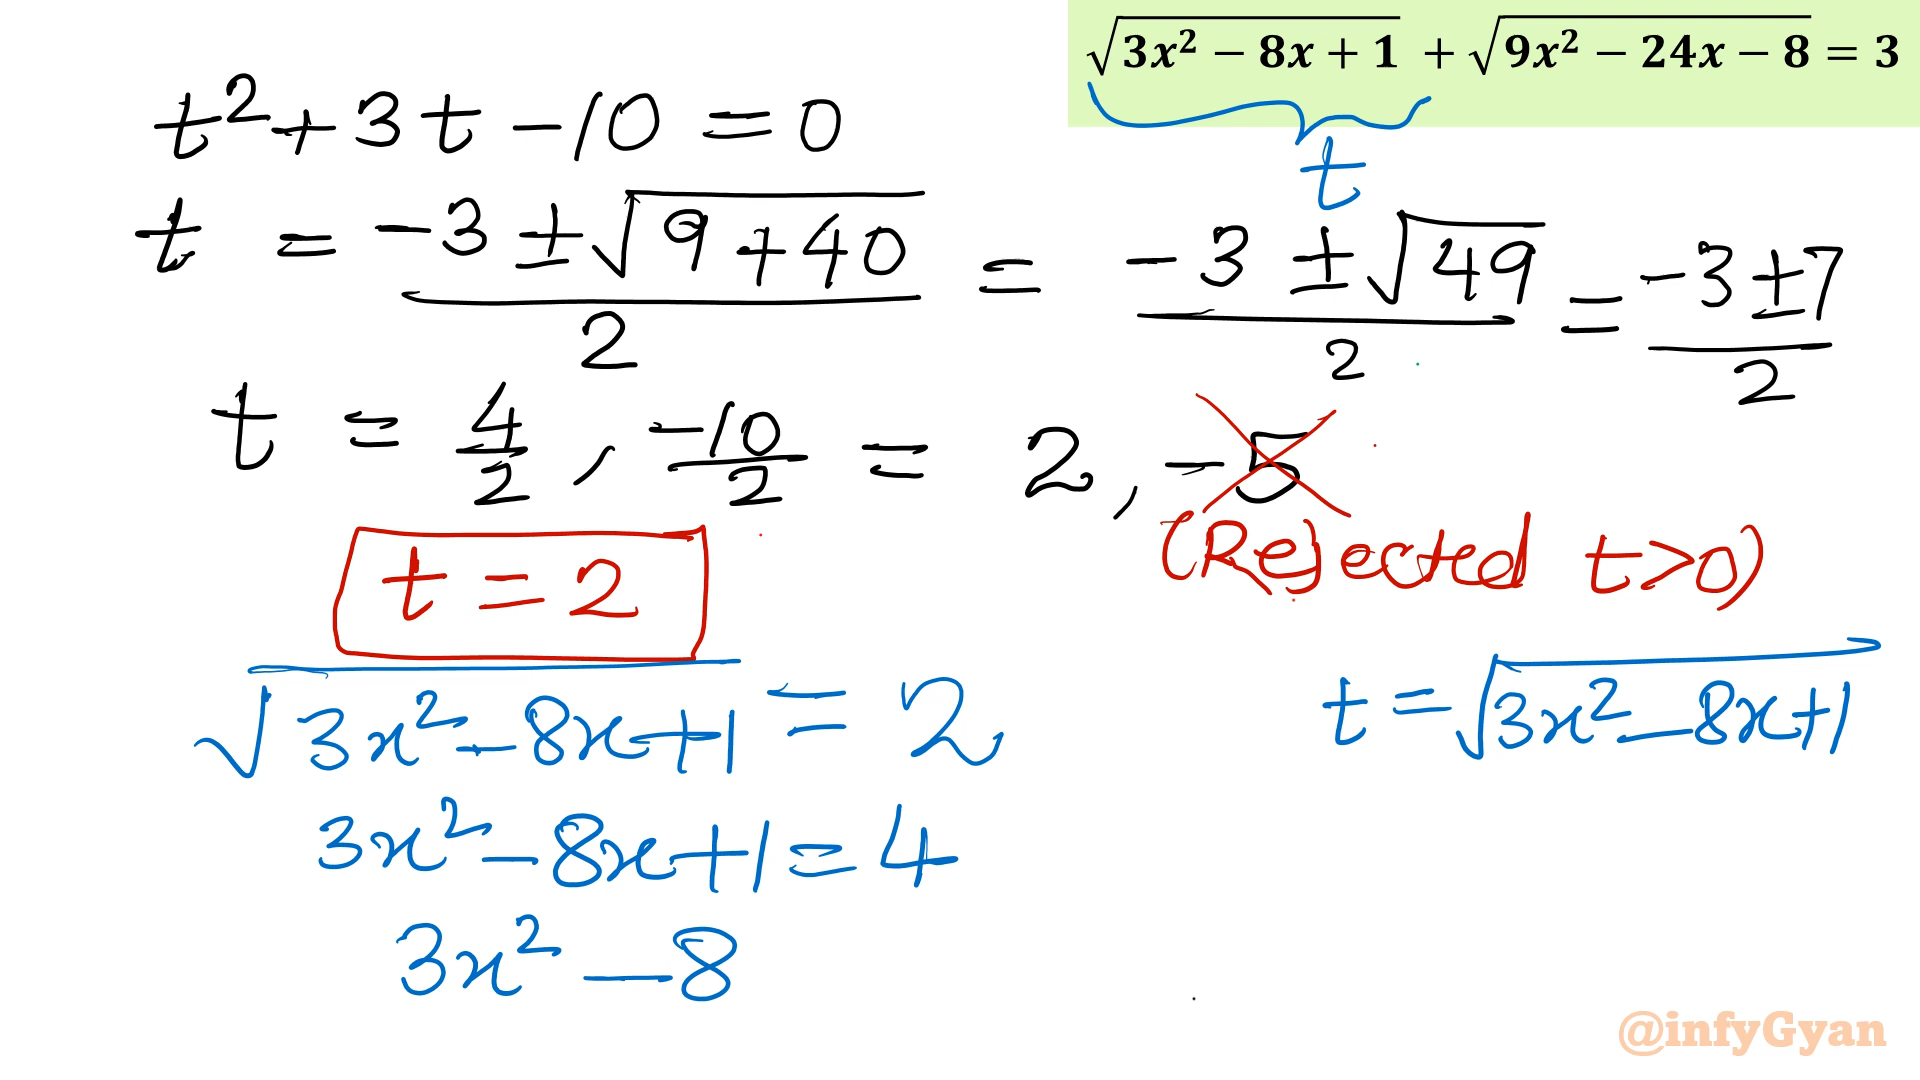 √(3x² − 8x + 1) + √(9x² − 24x − 8) = 3
t
t² + 3t − 10 = 0
t = (−3 ± √(9 + 40))/2 = (−3 ± √49)/2 = (−3 ± 7)/2
t = 4/2 , −10/2 = 2, −5
(Rejected t > 0)
t = 2
√(3x² − 8x + 1) = 2
t = √(3x² − 8x + 1)
3x² − 8x + 1 = 4
3x² − 8
@infyGyan